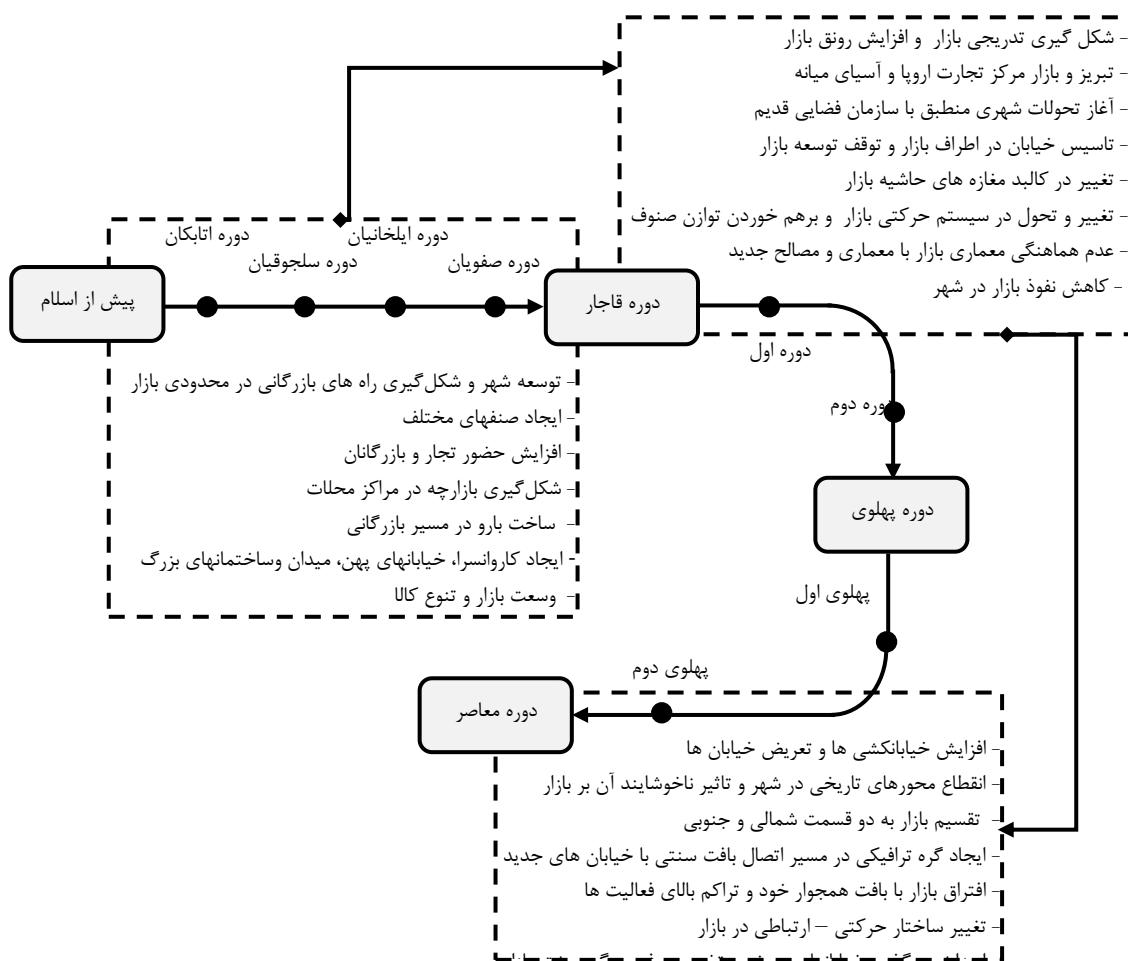 - شکل گیری تدریجی بازار و افزایش رونق بازار
- تبریز و بازار مرکز تجارت اروپا و آسیای میانه
- آغاز تحولات شهری منطبق با سازمان فضایی قدیم
- تاسیس خیابان در اطراف بازار و توقف توسعه بازار
- تغییر در کالبد مغازه های حاشیه بازار
- تغییر و تحول در سیستم حرکتی بازار و برهم خوردن توازن صنوف
- عدم هماهنگی معماری بازار با معماری و مصالح جدید
- کاهش نفوذ بازار در شهر
پیش از اسلام
دوره اتابکان
دوره سلجوقیان
دوره ایلخانیان
دوره صفویان
دوره قاجار
- توسعه شهر و شکل‌گیری راه های بازرگانی در محدودی بازار
- ایجاد صنفهای مختلف
- افزایش حضور تجار و بازرگانان
- شکل‌گیری بازارچه در مراکز محلات
- ساخت بارو در مسیر بازرگانی
- ایجاد کاروانسرا، خیابانهای پهن، میدان وساختمانهای بزرگ
- وسعت بازار و تنوع کالا
دوره اول
دوره دوم
دوره پهلوی
پهلوی اول
پهلوی دوم
دوره معاصر
- افزایش خیابانکشی ها و تعریض خیابان ها
- انقطاع محورهای تاریخی در شهر و تاثیر ناخوشایند آن بر بازار
- تقسیم بازار به دو قسمت شمالی و جنوبی
- ایجاد گره ترافیکی در مسیر اتصال بافت سنتی با خیابان های جدید
- افتراق بازار با بافت همجوار خود و تراکم بالای فعالیت ها
- تغییر ساختار حرکتی – ارتباطی در بازار